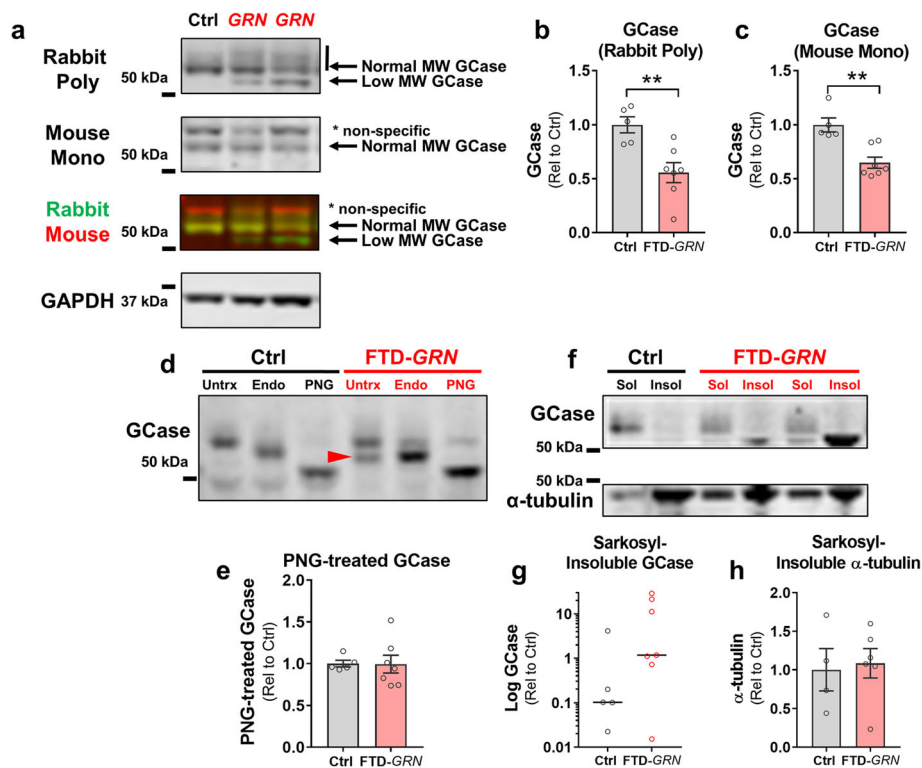 a
Ctrl GRN GRN
Rabbit
Poly
50 kDa
Normal MW GCase
Low MW GCase
Mouse
Mono
50 kDa
* non-specific
Normal MW GCase
Rabbit
Mouse
50 kDa
* non-specific
Normal MW GCase
Low MW GCase
GAPDH
37 kDa
b
GCase
(Rabbit Poly)
**
GCase
(Rel to Ctrl)
1.5
1.0
0.5
0.0
Ctrl FTD-GRN
c
GCase
(Mouse Mono)
**
GCase
(Rel to Ctrl)
1.5
1.0
0.5
0.0
Ctrl FTD-GRN
d
Ctrl FTD-GRN
Untrx Endo PNG Untrx Endo PNG
GCase
50 kDa
e
PNG-treated GCase
PNG-treated GCase
(Rel to Ctrl)
2.0
1.5
1.0
0.5
0.0
Ctrl FTD-GRN
f
Ctrl FTD-GRN
Sol Insol Sol Insol Sol Insol
GCase
50 kDa
50 kDa
α-tubulin
g
Sarkosyl-
Insoluble GCase
Log GCase
(Rel to Ctrl)
10
1
0.1
0.01
Ctrl FTD-GRN
h
Sarkosyl-
Insoluble α-tubulin
α-tubulin
(Rel to Ctrl)
2.0
1.5
1.0
0.5
0.0
Ctrl FTD-GRN